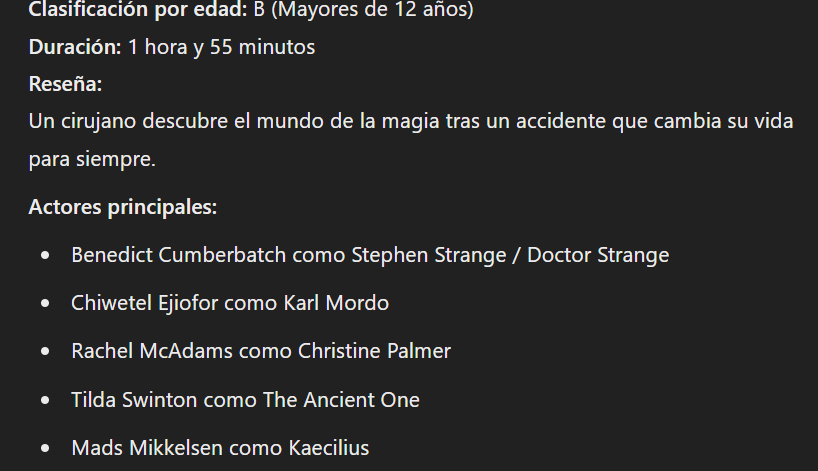 Clasificación por edad: B (Mayores de 12 años)
Duración: 1 hora y 55 minutos
Reseña:
Un cirujano descubre el mundo de la magia tras un accidente que cambia su vida
para siempre.
Actores principales:
• Benedict Cumberbatch como Stephen Strange / Doctor Strange
• Chiwetel Ejiofor como Karl Mordo
• Rachel McAdams como Christine Palmer
• Tilda Swinton como The Ancient One
• Mads Mikkelsen como Kaecilius